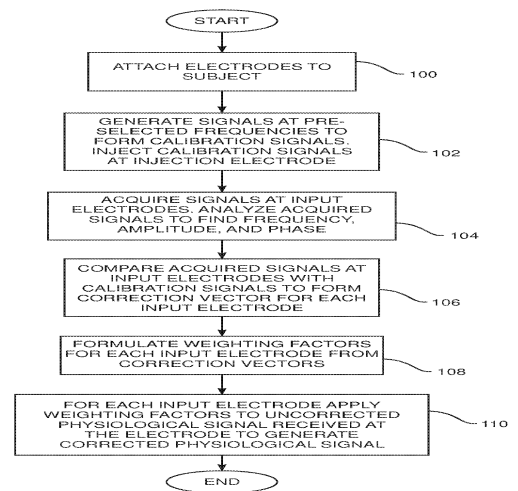 START
ATTACH ELECTRODES TO
SUBJECT
100
GENERATE SIGNALS AT PRE-
SELECTED FREQUENCIES TO
FORM CALIBRATION SIGNALS.
INJECT CALIBRATION SIGNALS
AT INJECTION ELECTRODE
102
ACQUIRE SIGNALS AT INPUT
ELECTRODES. ANALYZE ACQUIRED
SIGNALS TO FIND FREQUENCY,
AMPLITUDE, AND PHASE
104
COMPARE ACQUIRED SIGNALS AT
INPUT ELECTRODES WITH
CALIBRATION SIGNALS TO FORM
CORRECTION VECTOR FOR EACH
INPUT ELECTRODE
106
FORMULATE WEIGHTING FACTORS
FOR EACH INPUT ELECTRODE FROM
CORRECTION VECTORS
108
FOR EACH INPUT ELECTRODE APPLY
WEIGHTING FACTORS TO UNCORRECTED
PHYSIOLOGICAL SIGNAL RECEIVED AT
THE ELECTRODE TO GENERATE
CORRECTED PHYSIOLOGICAL SIGNAL
110
END